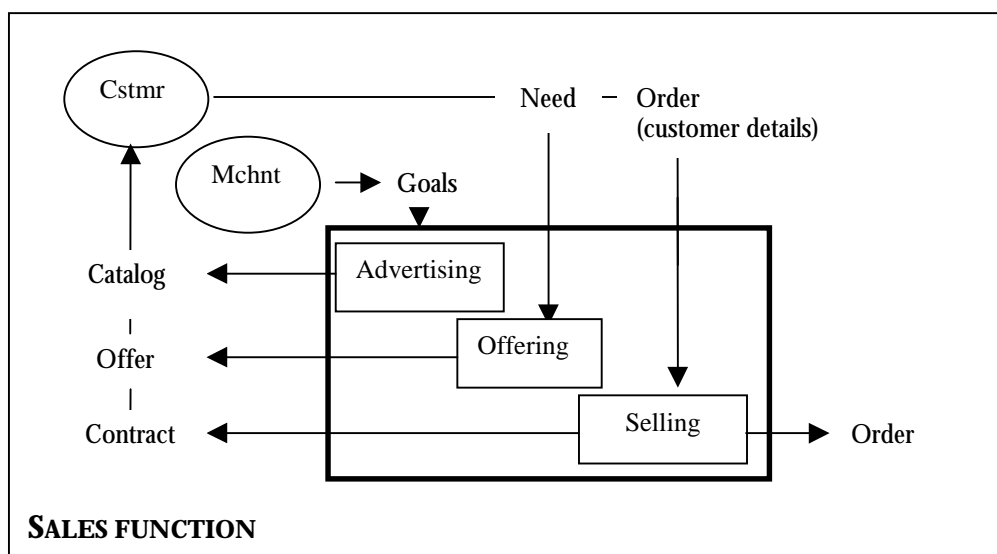 Cstmr
Need
Order
(customer details)
Mchnt
Goals
Catalog
Advertising
Offer
Offering
Contract
Selling
Order
SALES FUNCTION